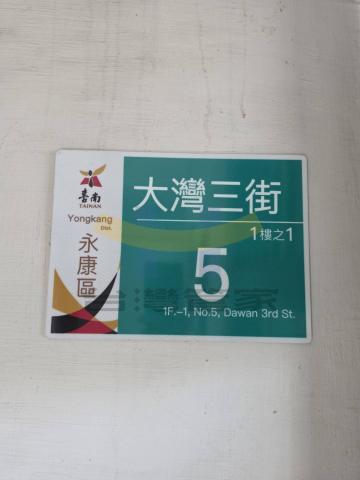 臺南
TAINAN
Yongkang
Dist.
永康區
大灣三街
1樓之1
5
1F.-1, No.5, Dawan 3rd St.